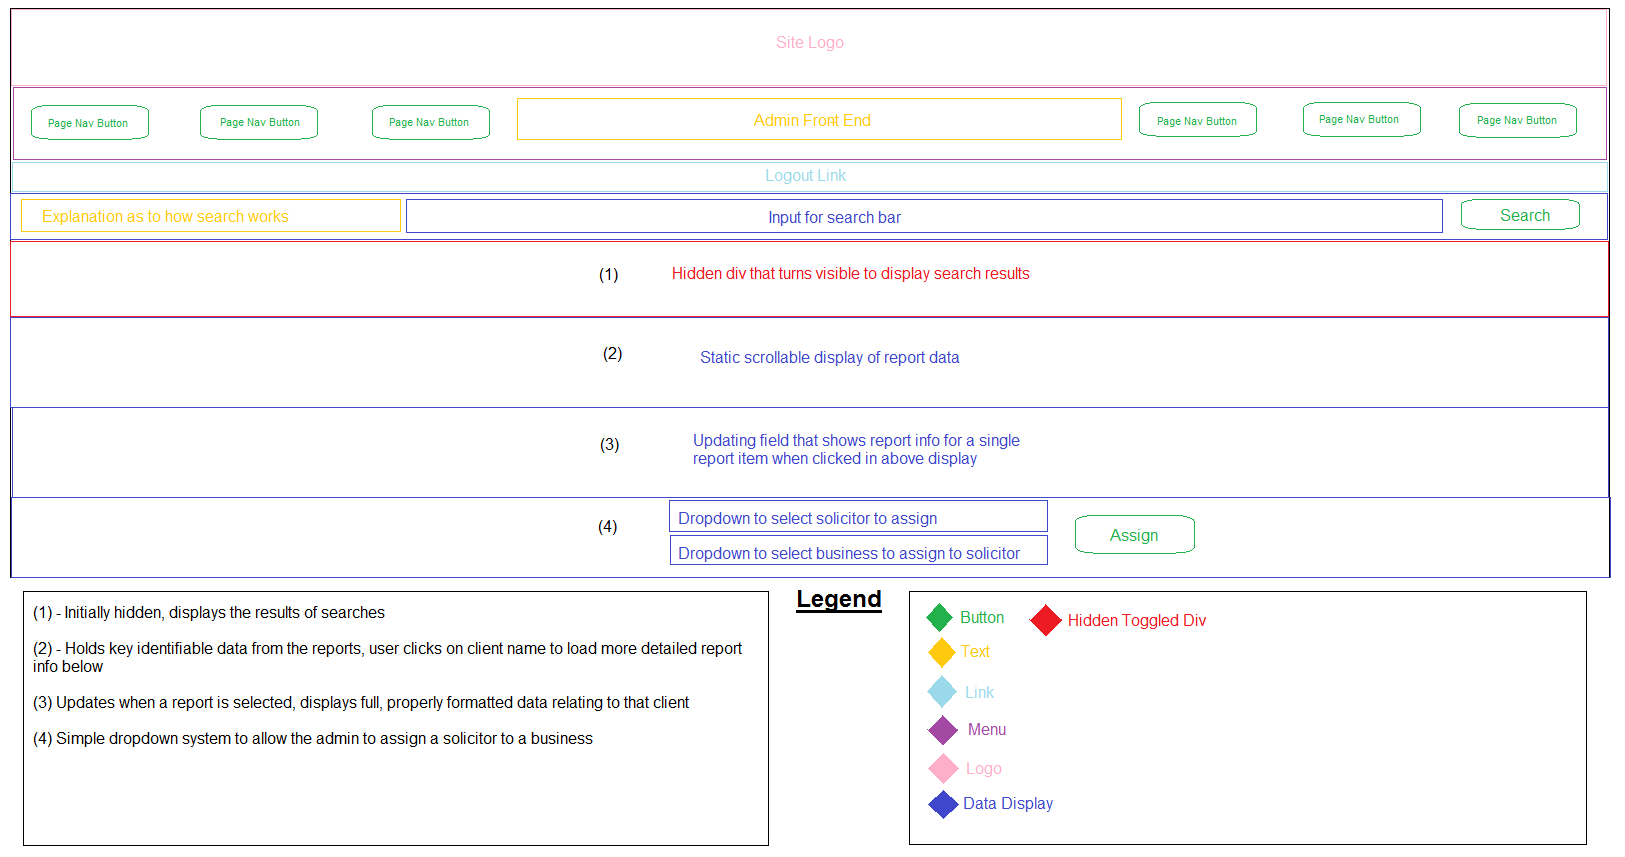 Site Logo
Page Nav Button
Page Nav Button
Page Nav Button
Admin Front End
Page Nav Button
Page Nav Button
Page Nav Button
Logout Link
Explanation as to how search works
Input for search bar
Search
(1)
Hidden div that turns visible to display search results
(2)
Static scrollable display of report data
(3)
Updating field that shows report info for a single
report item when clicked in above display
(4)
Dropdown to select solicitor to assign
Dropdown to select business to assign to solicitor
Assign
Legend
(1) - Initially hidden, displays the results of searches
(2) - Holds key identifiable data from the reports, user clicks on client name to load more detailed report
info below
(3) Updates when a report is selected, displays full, properly formatted data relating to that client
(4) Simple dropdown system to allow the admin to assign a solicitor to a business
Button
Hidden Toggled Div
Text
Link
Menu
Logo
Data Display